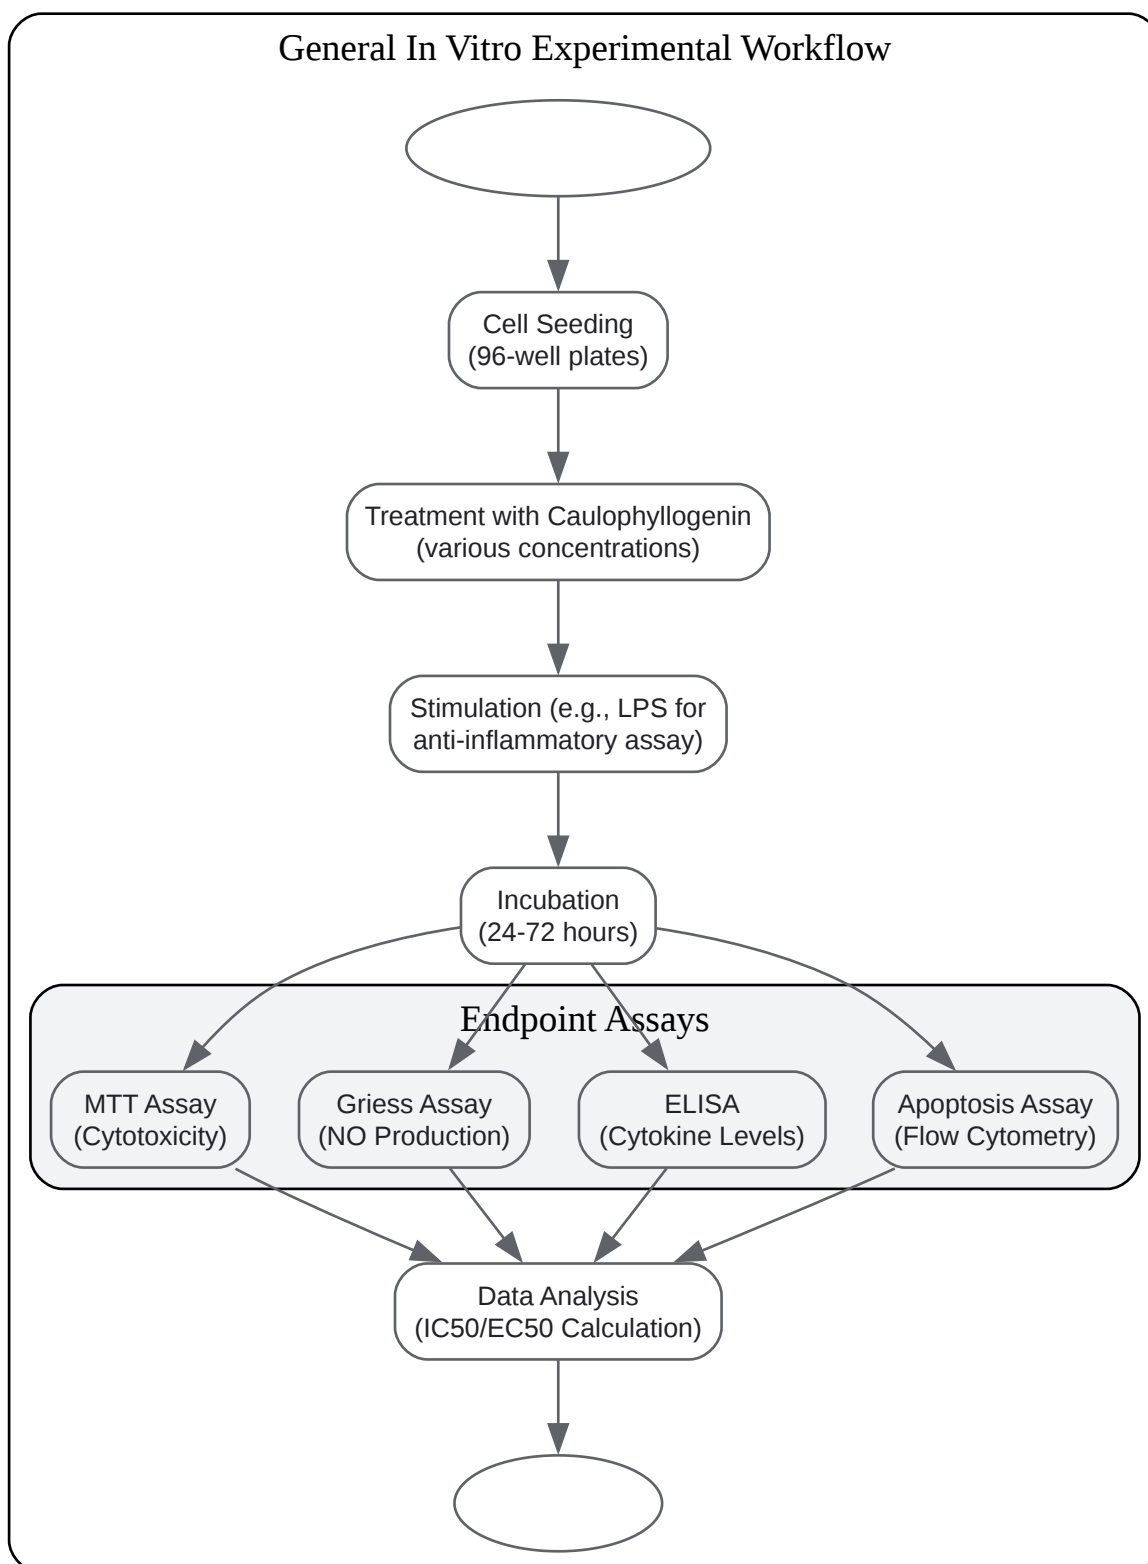 General In Vitro Experimental Workflow
Cell Seeding
(96-well plates)
Treatment with Caulophyllogenin
(various concentrations)
Stimulation (e.g., LPS for
anti-inflammatory assay)
Incubation
(24-72 hours)
Endpoint Assays
MTT Assay
(Cytotoxicity)
Griess Assay
(NO Production)
ELISA
(Cytokine Levels)
Apoptosis Assay
(Flow Cytometry)
Data Analysis
(IC50/EC50 Calculation)